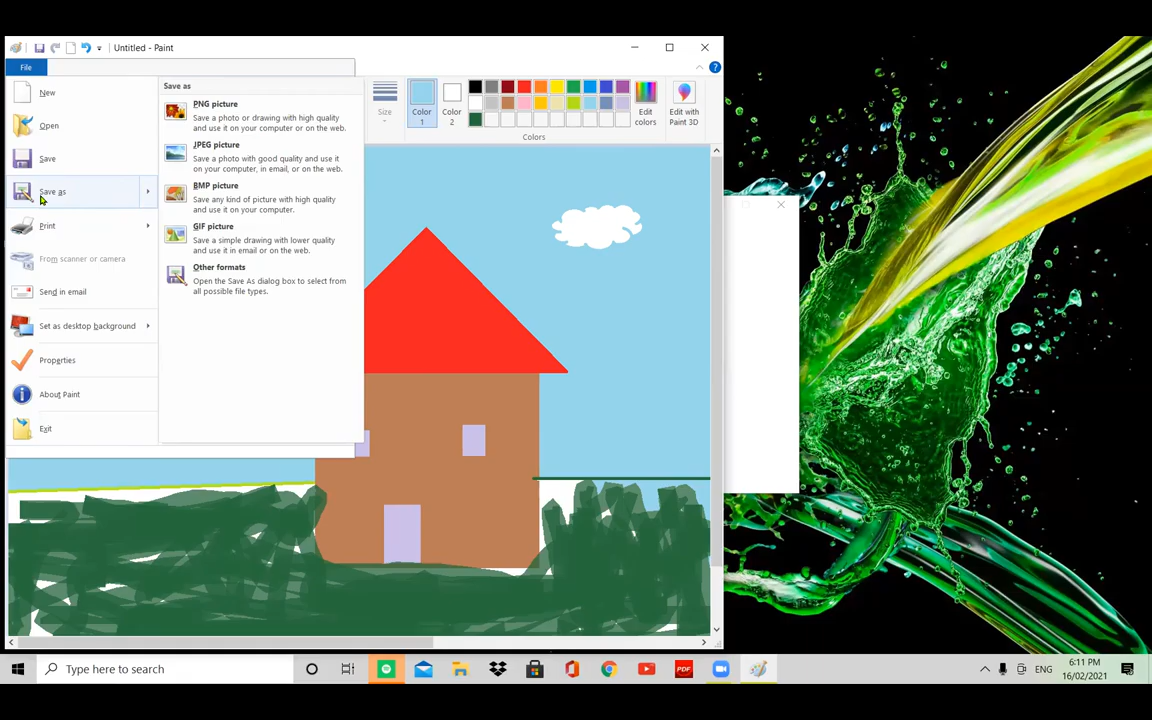 Untitled - Paint
File
New
Open
Save
Save as
Print
From scanner or camera
Send in email
Set as desktop background
Properties
About Paint
Exit
Save as
PNG picture
Save a photo or drawing with high quality
and use it on your computer or on the web.
JPEG picture
Save a photo with good quality and use it
on your computer, in email, or on the web.
BMP picture
Save any kind of picture with high quality
and use it on your computer.
GIF picture
Save a simple drawing with lower quality
and use it in email or on the web.
Other formats
Open the Save As dialog box to select from
all possible file types.
Size
Color
1
Color
2
Edit
colors
Edit with
Paint 3D
Colors
Type here to search
PDF
ENG
6:11 PM
16/02/2021